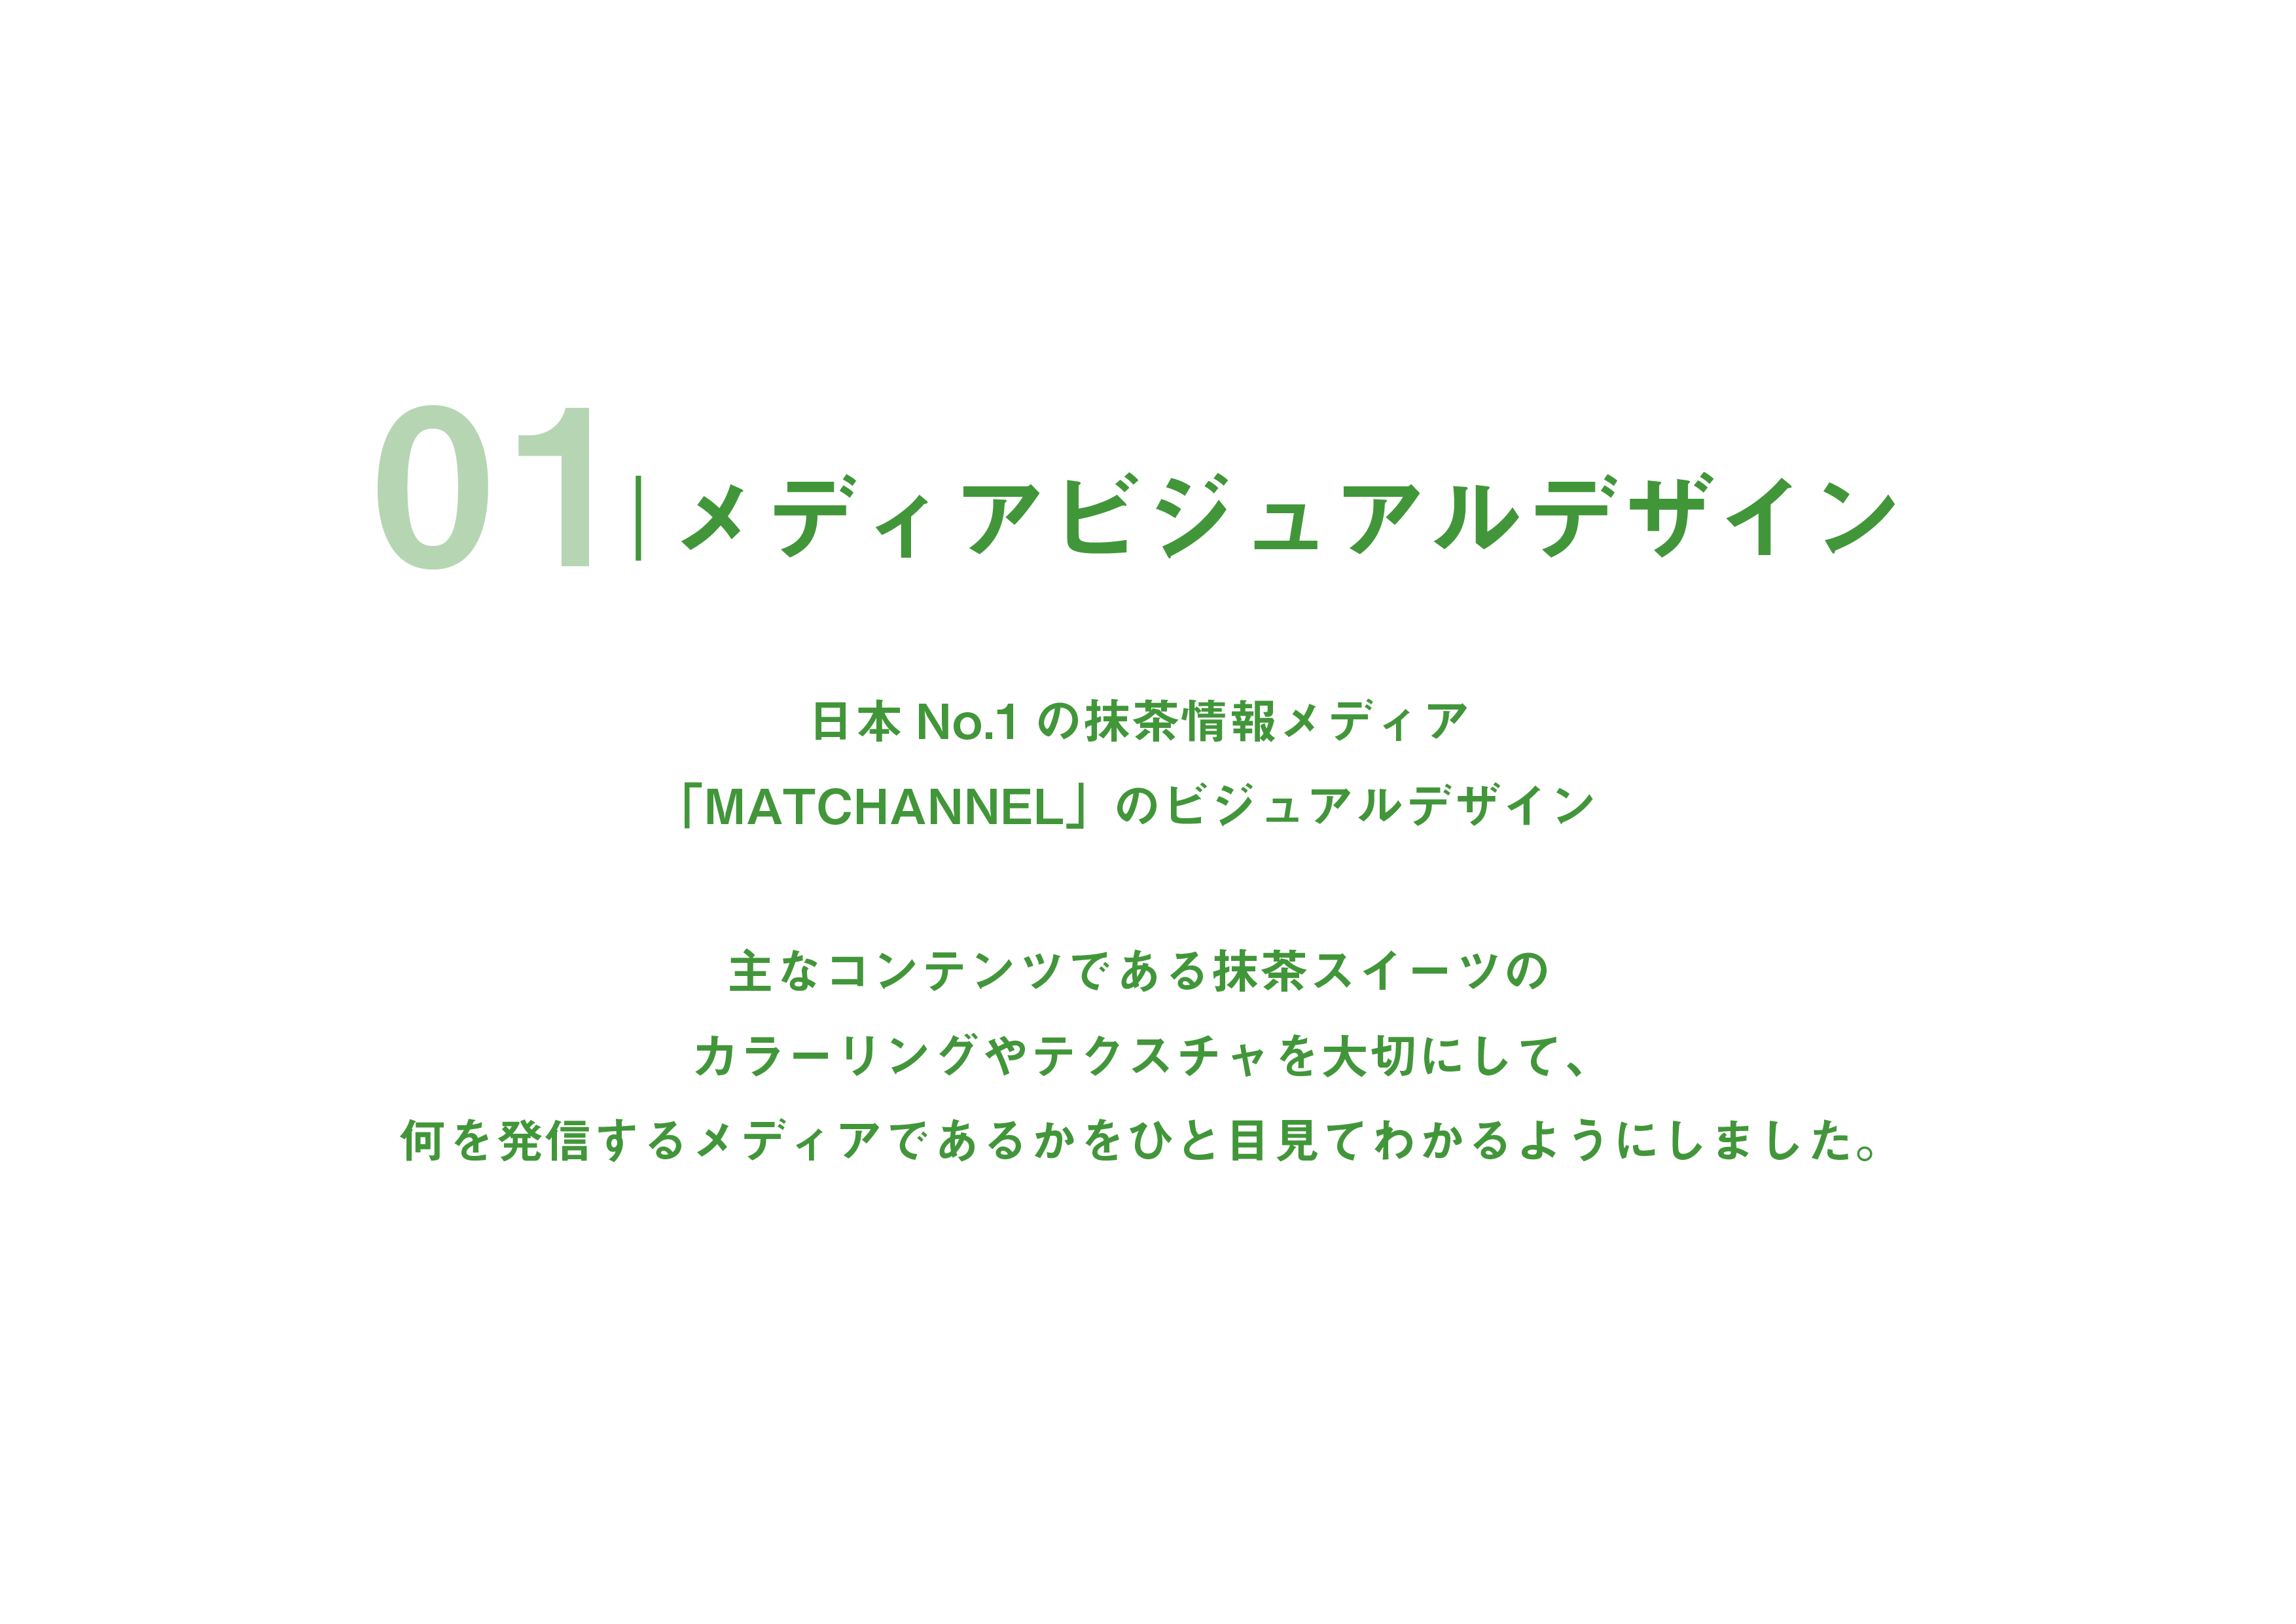 01 | メディアビジュアルデザイン
日本 No.1 の抹茶情報メディア
「MATCHANNEL」のビジュアルデザイン
主なコンテンツである抹茶スイーツの
カラーリングやテクスチャを大切にして、
何を発信するメディアであるかをひと目見てわかるようにしました。